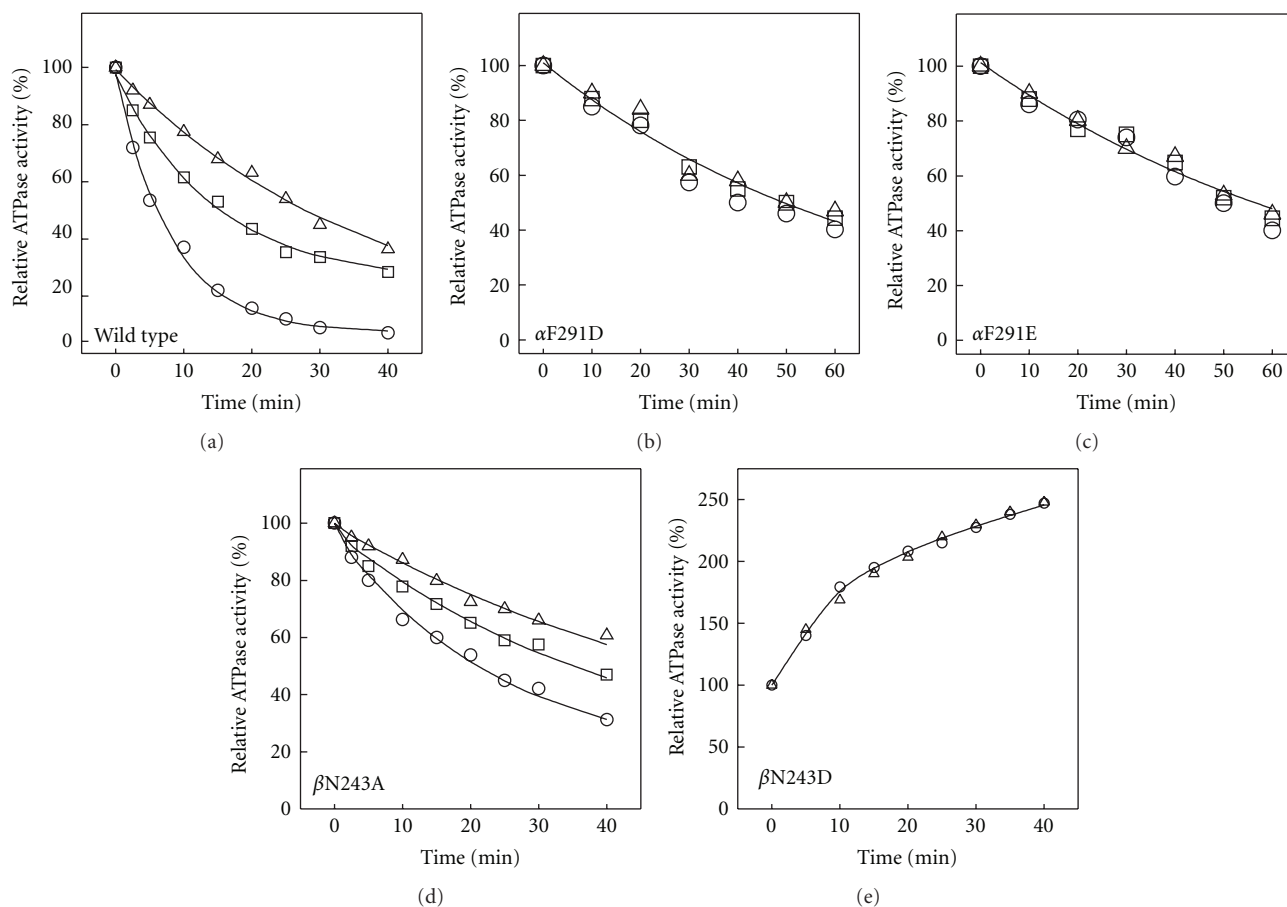 Relative ATPase activity (%)
100
80
60
40
20
0
Wild type
0 10 20 30 40
Time (min)
(a)
Relative ATPase activity (%)
100
80
60
40
20
0
αF291D
0 10 20 30 40 50 60
Time (min)
(b)
Relative ATPase activity (%)
100
80
60
40
20
0
αF291E
0 10 20 30 40 50 60
Time (min)
(c)
Relative ATPase activity (%)
100
80
60
40
20
0
βN243A
0 10 20 30 40
Time (min)
(d)
Relative ATPase activity (%)
250
200
150
100
50
0
βN243D
0 10 20 30 40
Time (min)
(e)